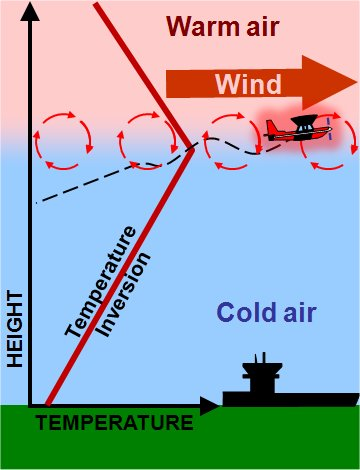 Warm air
Wind
Temperature
Inversion
Cold air
HEIGHT
TEMPERATURE